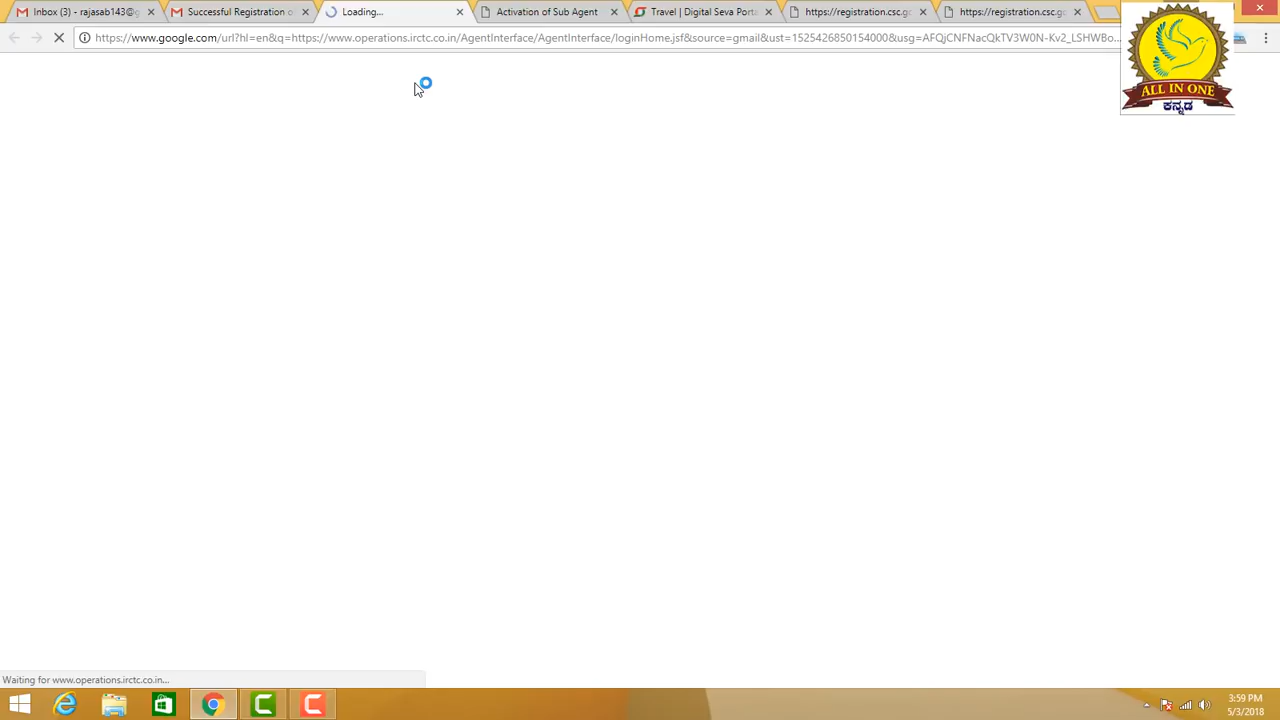 Inbox (3) - rajasab143@g
Successful Registration o
Loading...
Activation of Sub Agent
Travel | Digital Seva Porta
https://registration.csc.go
https://registration.csc.go
https://www.google.com/url?hl=en&q=https://www.operations.irctc.co.in/AgentInterface/AgentInterface/loginHome.jsf&source=gmail&ust=1525426850154000&usg=AFQjCNFNacQkTV3W0N-Kv2_LSHWBo...
ALL IN ONE
ಕನ್ನಡ
Waiting for www.operations.irctc.co.in...
3:59 PM
5/3/2018